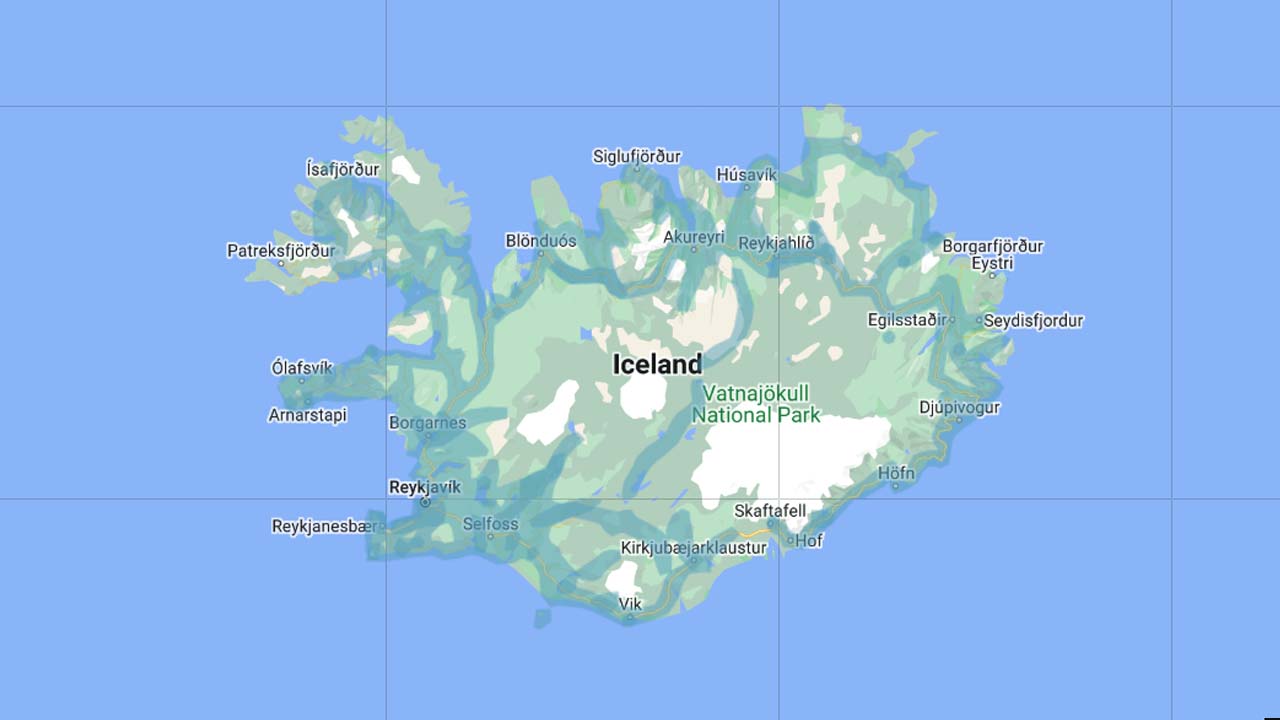 Siglufjörður
Ísafjörður
Húsavík
Akureyri
Blönduós
Reykjahlíð
Patreksfjörður
Borgarfjörður
Eystri
Egilsstaðir
Seydisfjordur
Iceland
Ólafsvík
Vatnajökull
National Park
Arnarstapi
Djúpivogur
Borgarnes
Höfn
Reykjavík
Skaftafell
Reykjanesbær
Selfoss
Hof
Kirkjubæjarklaustur
Vik